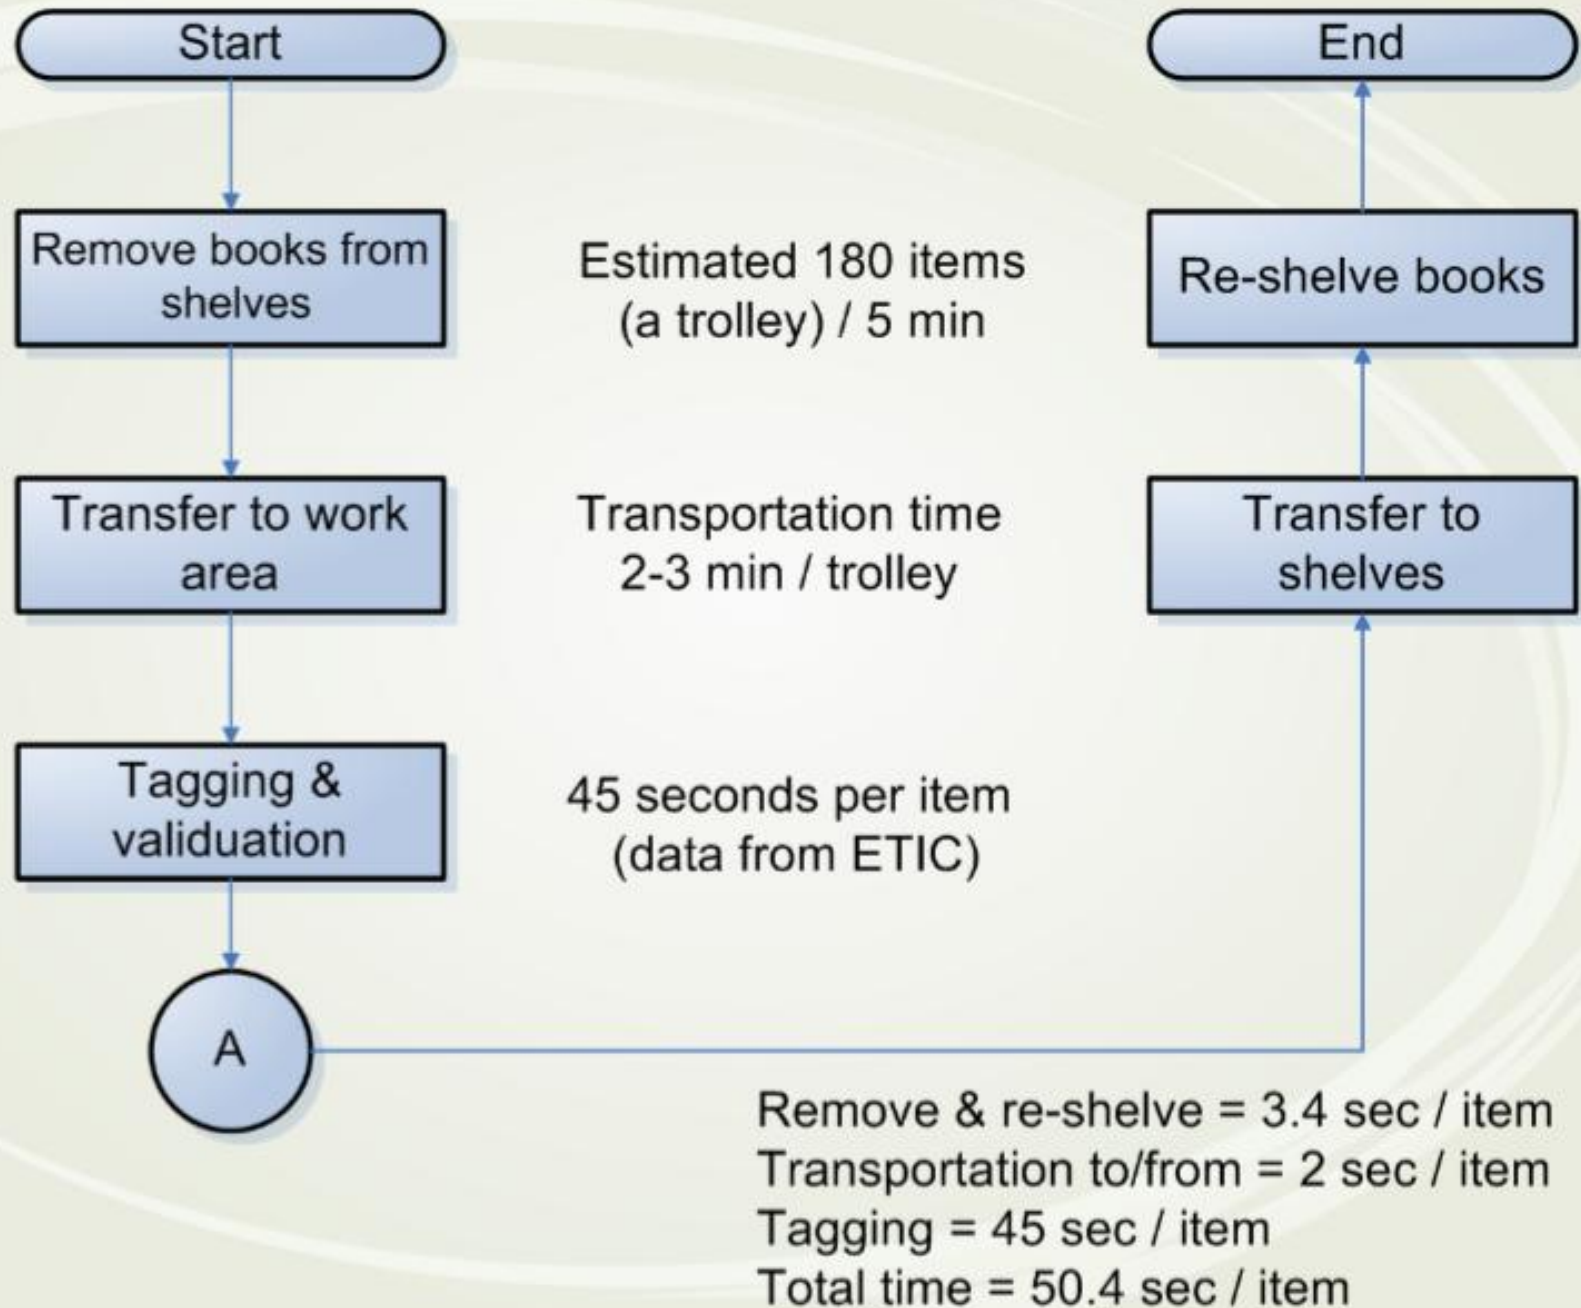 Start
Remove books from
shelves
Estimated 180 items
(a trolley) / 5 min
Transfer to work
area
Transportation time
2-3 min / trolley
Tagging &
validuation
45 seconds per item
(data from ETIC)
A
End
Re-shelve books
Transfer to
shelves
Remove & re-shelve = 3.4 sec / item
Transportation to/from = 2 sec / item
Tagging = 45 sec / item
Total time = 50.4 sec / item